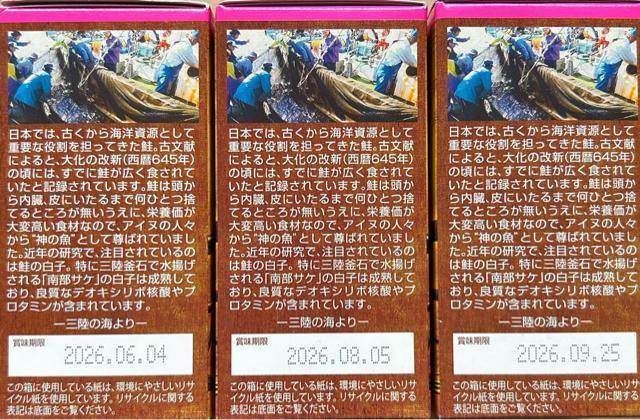 日本では、古くから海洋資源として
重要な役割を担ってきた鮭。古文献
によると、大化の改新(西暦645年)
の頃には、すでに鮭が広く食されて
いたと記録されています。鮭は頭か
ら内臓、皮にいたるまで何ひとつ捨
てるところが無いうえに、栄養価が
大変高い食材なので、アイヌの人々
から“神の魚”として尊ばれていまし
た。近年の研究で、注目されているの
は鮭の白子。特に三陸釜石で水揚げ
される「南部サケ」の白子は成熟して
おり、良質なデオキシリボ核酸やプ
ロタミンが含まれています。
―三陸の海より―
賞味期限
2026.06.04
この箱に使用している紙は、環境にやさしいリサ
イクル紙を使用しています。リサイクルに関する
表記は底面をご覧ください。
日本では、古くから海洋資源として
重要な役割を担ってきた鮭。古文献
によると、大化の改新(西暦645年)
の頃には、すでに鮭が広く食されて
いたと記録されています。鮭は頭か
ら内臓、皮にいたるまで何ひとつ捨
てるところが無いうえに、栄養価が
大変高い食材なので、アイヌの人々
から“神の魚”として尊ばれていまし
た。近年の研究で、注目されているの
は鮭の白子。特に三陸釜石で水揚げ
される「南部サケ」の白子は成熟して
おり、良質なデオキシリボ核酸やプ
ロタミンが含まれています。
―三陸の海より―
賞味期限
2026.08.05
この箱に使用している紙は、環境にやさしいリサ
イクル紙を使用しています。リサイクルに関する
表記は底面をご覧ください。
日本では、古くから海洋資源として
重要な役割を担ってきた鮭。古文献
によると、大化の改新(西暦645年)
の頃には、すでに鮭が広く食されて
いたと記録されています。鮭は頭か
ら内臓、皮にいたるまで何ひとつ捨
てるところが無いうえに、栄養価が
大変高い食材なので、アイヌの人々
から“神の魚”として尊ばれていまし
た。近年の研究で、注目されているの
は鮭の白子。特に三陸釜石で水揚げ
される「南部サケ」の白子は成熟して
おり、良質なデオキシリボ核酸やプ
ロタミンが含まれています。
―三陸の海より―
賞味期限
2026.09.25
この箱に使用している紙は、環境にやさしいリサ
イクル紙を使用しています。リサイクルに関する
表記は底面をご覧ください。